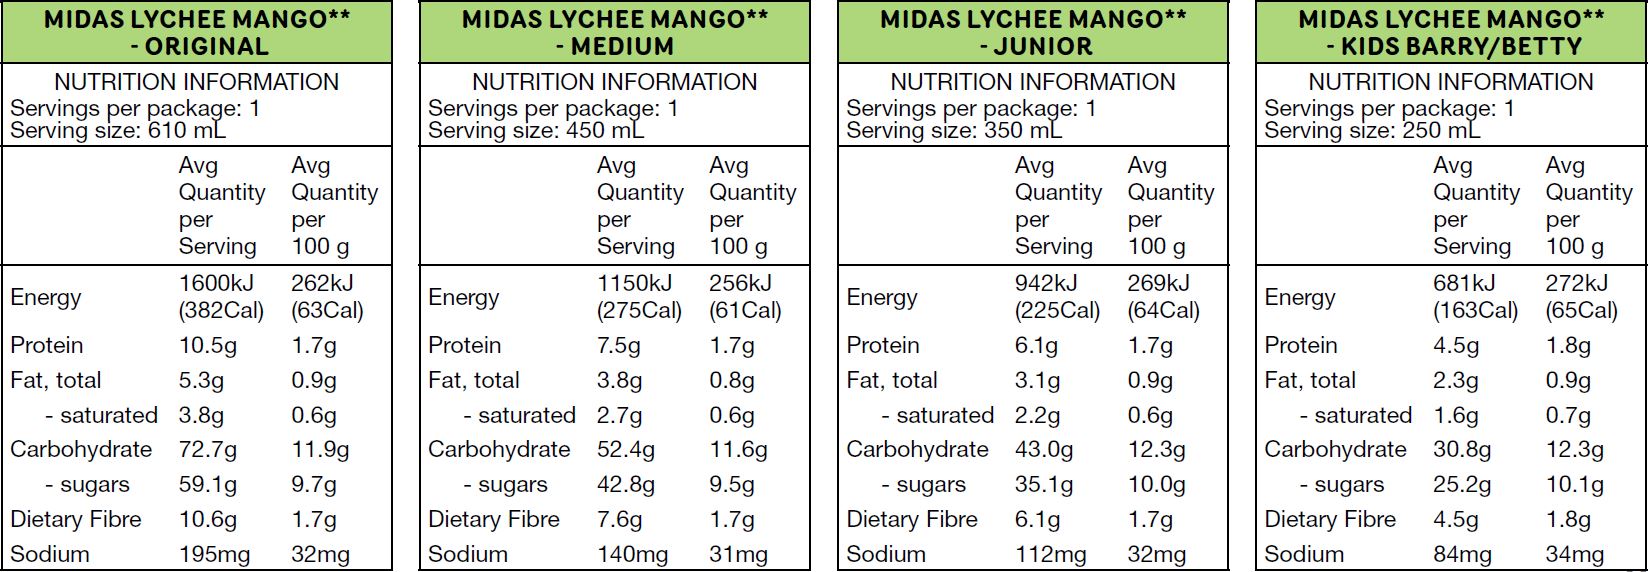 MIDAS LYCHEE MANGO**
- ORIGINAL
NUTRITION INFORMATION
Servings per package: 1
Serving size: 610 mL
Avg Avg
Quantity Quantity
per per
Serving 100 g
Energy 1600kJ 262kJ
(382Cal) (63Cal)
Protein 10.5g 1.7g
Fat, total 5.3g 0.9g
- saturated 3.8g 0.6g
Carbohydrate 72.7g 11.9g
- sugars 59.1g 9.7g
Dietary Fibre 10.6g 1.7g
Sodium 195mg 32mg
MIDAS LYCHEE MANGO**
- MEDIUM
NUTRITION INFORMATION
Servings per package: 1
Serving size: 450 mL
Avg Avg
Quantity Quantity
per per
Serving 100 g
Energy 1150kJ 256kJ
(275Cal) (61Cal)
Protein 7.5g 1.7g
Fat, total 3.8g 0.8g
- saturated 2.7g 0.6g
Carbohydrate 52.4g 11.6g
- sugars 42.8g 9.5g
Dietary Fibre 7.6g 1.7g
Sodium 140mg 31mg
MIDAS LYCHEE MANGO**
- JUNIOR
NUTRITION INFORMATION
Servings per package: 1
Serving size: 350 mL
Avg Avg
Quantity Quantity
per per
Serving 100 g
Energy 942kJ 269kJ
(225Cal) (64Cal)
Protein 6.1g 1.7g
Fat, total 3.1g 0.9g
- saturated 2.2g 0.6g
Carbohydrate 43.0g 12.3g
- sugars 35.1g 10.0g
Dietary Fibre 6.1g 1.7g
Sodium 112mg 32mg
MIDAS LYCHEE MANGO**
- KIDS BARRY/BETTY
NUTRITION INFORMATION
Servings per package: 1
Serving size: 250 mL
Avg Avg
Quantity Quantity
per per
Serving 100 g
Energy 681kJ 272kJ
(163Cal) (65Cal)
Protein 4.5g 1.8g
Fat, total 2.3g 0.9g
- saturated 1.6g 0.7g
Carbohydrate 30.8g 12.3g
- sugars 25.2g 10.1g
Dietary Fibre 4.5g 1.8g
Sodium 84mg 34mg